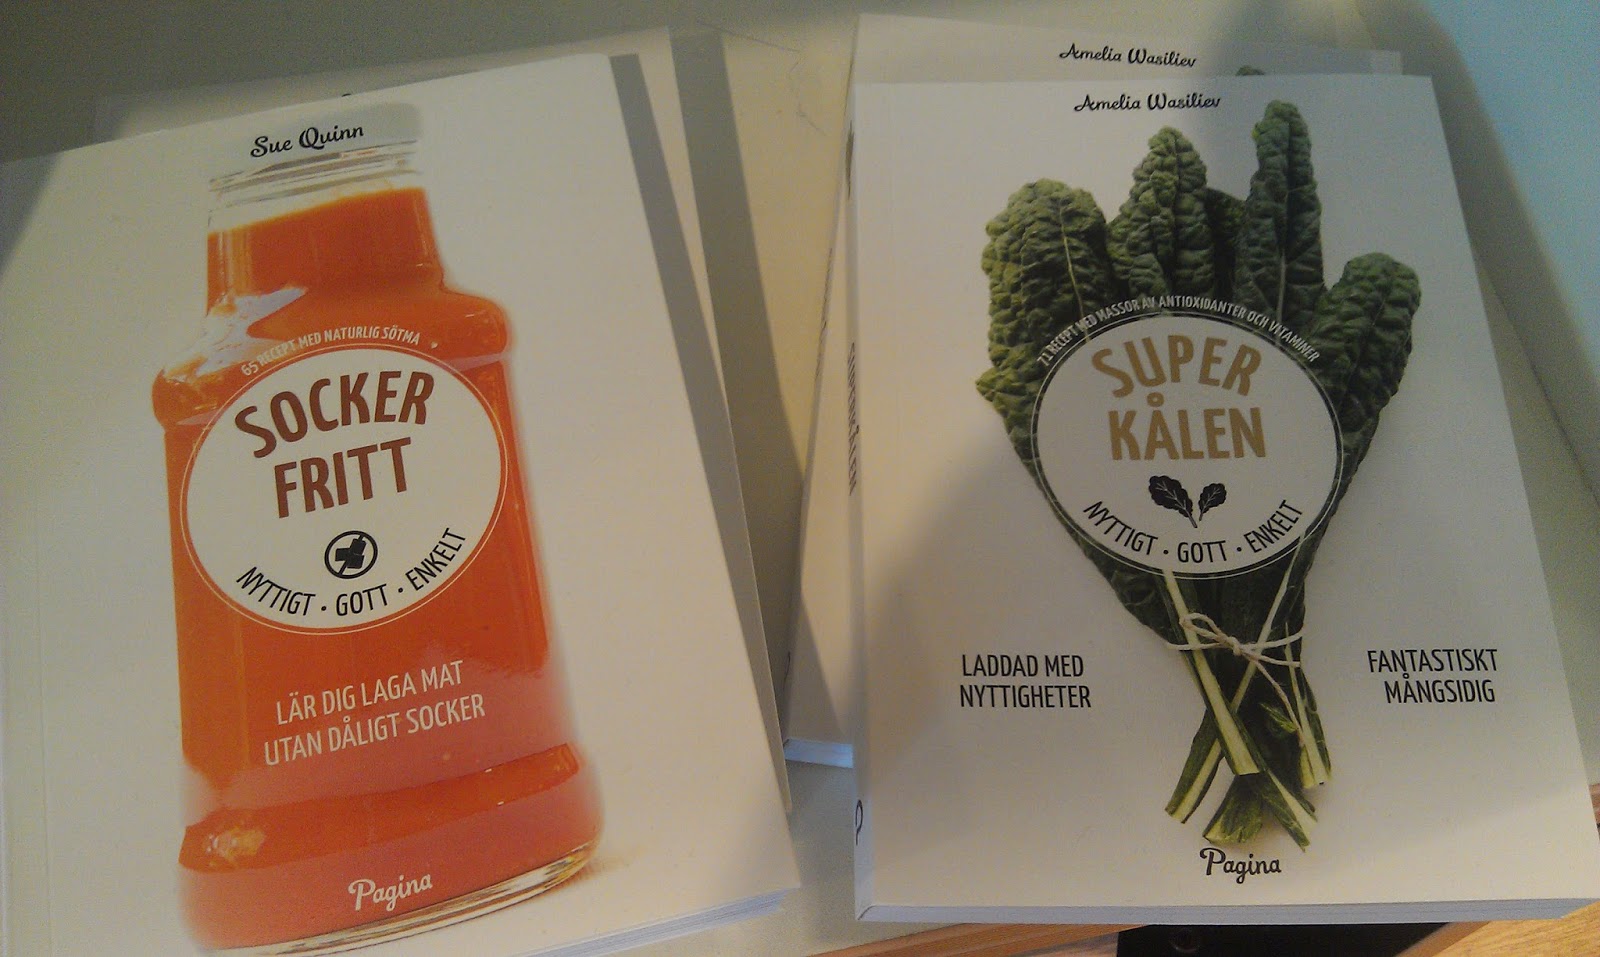 Sue Quinn
65 RECEPT MED NATURLIG SÖTMA
SOCKER
FRITT
NYTTIGT · GOTT · ENKELT
LÄR DIG LAGA MAT
UTAN DÅLIGT SOCKER
Pagina
Amelia Wasiliev
SUPERKÅLEN
Amelia Wasiliev
71 RECEPT MED MASSOR AV ANTIOXIDANTER OCH VITAMINER
SUPER
KÅLEN
NYTTIGT · GOTT · ENKELT
LADDAD MED
NYTTIGHETER
FANTASTISKT
MÅNGSIDIG
Pagina